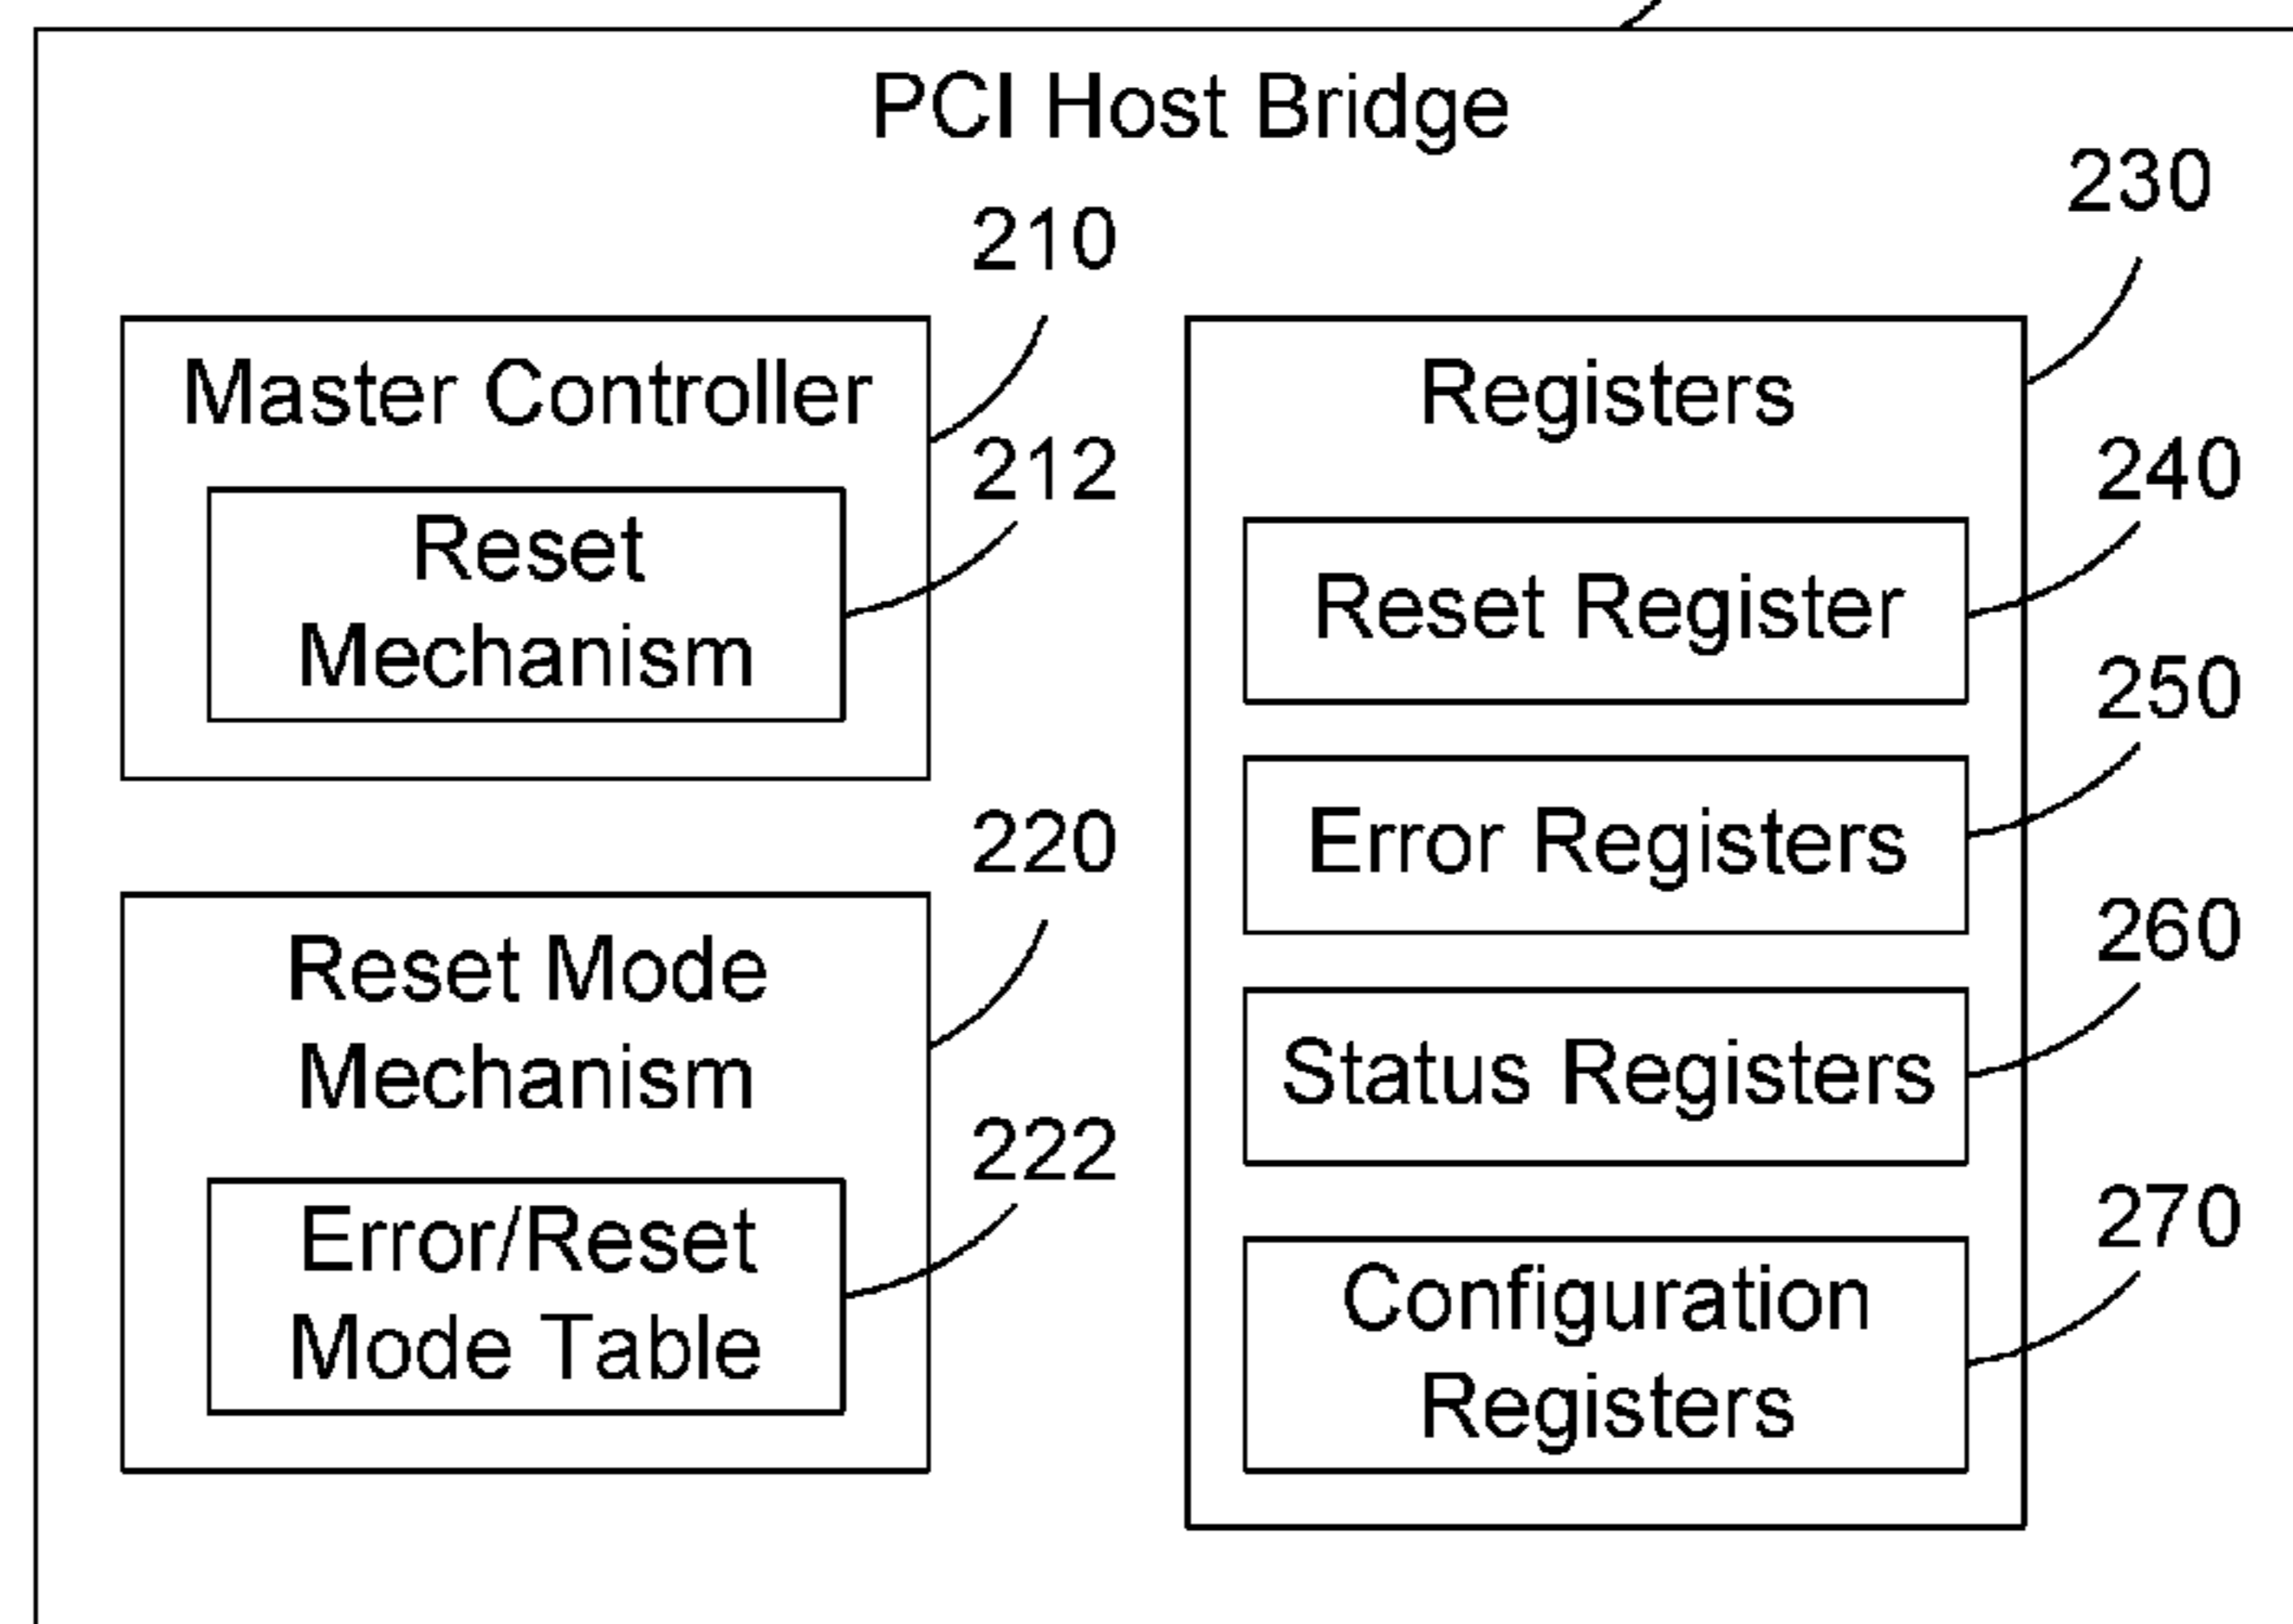 PCI Host Bridge
210
Master Controller
212
Reset
Mechanism
220
Reset Mode
Mechanism
222
Error/Reset
Mode Table
230
Registers
240
Reset Register
250
Error Registers
260
Status Registers
270
Configuration
Registers